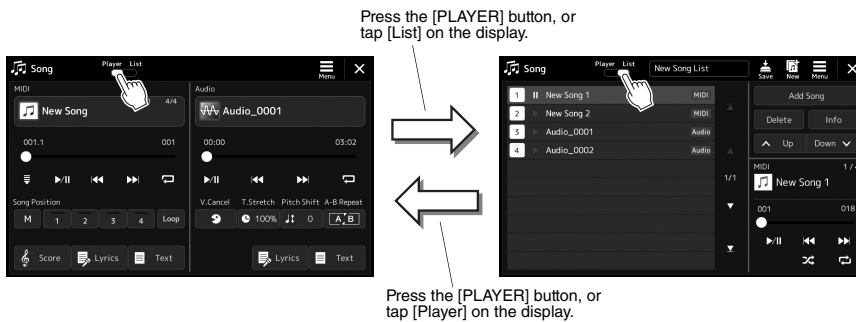 Press the [PLAYER] button, or
tap [List] on the display.
Song
Player List
Menu
MIDI
New Song
4/4
001.1
001
Song Position
M 1 2 3 4 Loop
Score Lyrics Text
Audio
Audio_0001
00:00
03:02
V.Cancel T.Stretch Pitch Shift A-B Repeat
100% 0 A B
Lyrics Text
Song
Player List
New Song List
Save New Menu
1 New Song 1 MIDI
2 New Song 2 MIDI
3 Audio_0001 Audio
4 Audio_0002 Audio
1/1
Add Song
Delete Info
Up Down
MIDI
New Song 1
001
018
Press the [PLAYER] button, or
tap [Player] on the display.